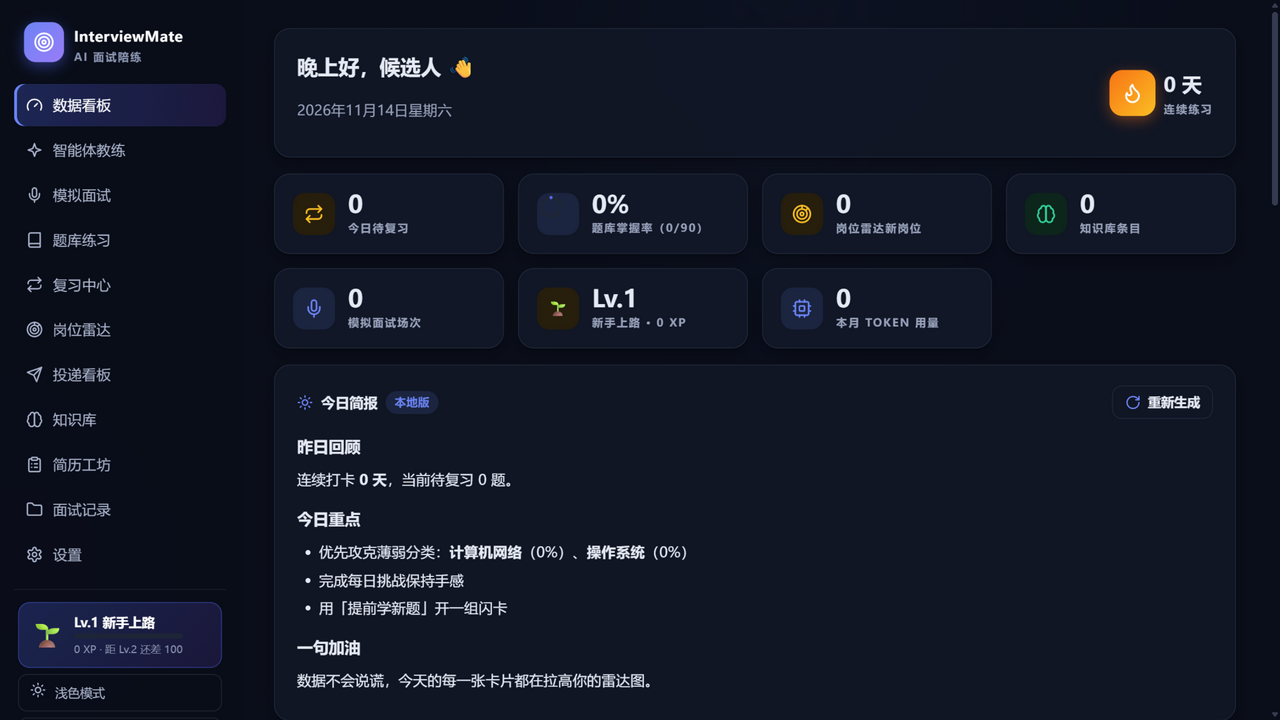 InterviewMate
AI 面试陪练
数据看板
智能体教练
模拟面试
题库练习
复习中心
岗位雷达
投递看板
知识库
简历工坊
面试记录
设置
Lv.1 新手上路
0 XP · 距 Lv.2 还差 100
浅色模式
晚上好，候选人 👋
2026年11月14日星期六
0 天
连续练习
0
今日待复习
0%
题库掌握率（0/90）
0
岗位雷达新岗位
0
知识库条目
0
模拟面试场次
Lv.1
新手上路 · 0 XP
0
本月 TOKEN 用量
今日简报 本地版
重新生成
昨日回顾
连续打卡 0 天，当前待复习 0 题。
今日重点
• 优先攻克薄弱分类：计算机网络（0%）、操作系统（0%）
• 完成每日挑战保持手感
• 用「提前学新题」开一组闪卡
一句加油
数据不会说谎，今天的每一张卡片都在拉高你的雷达图。